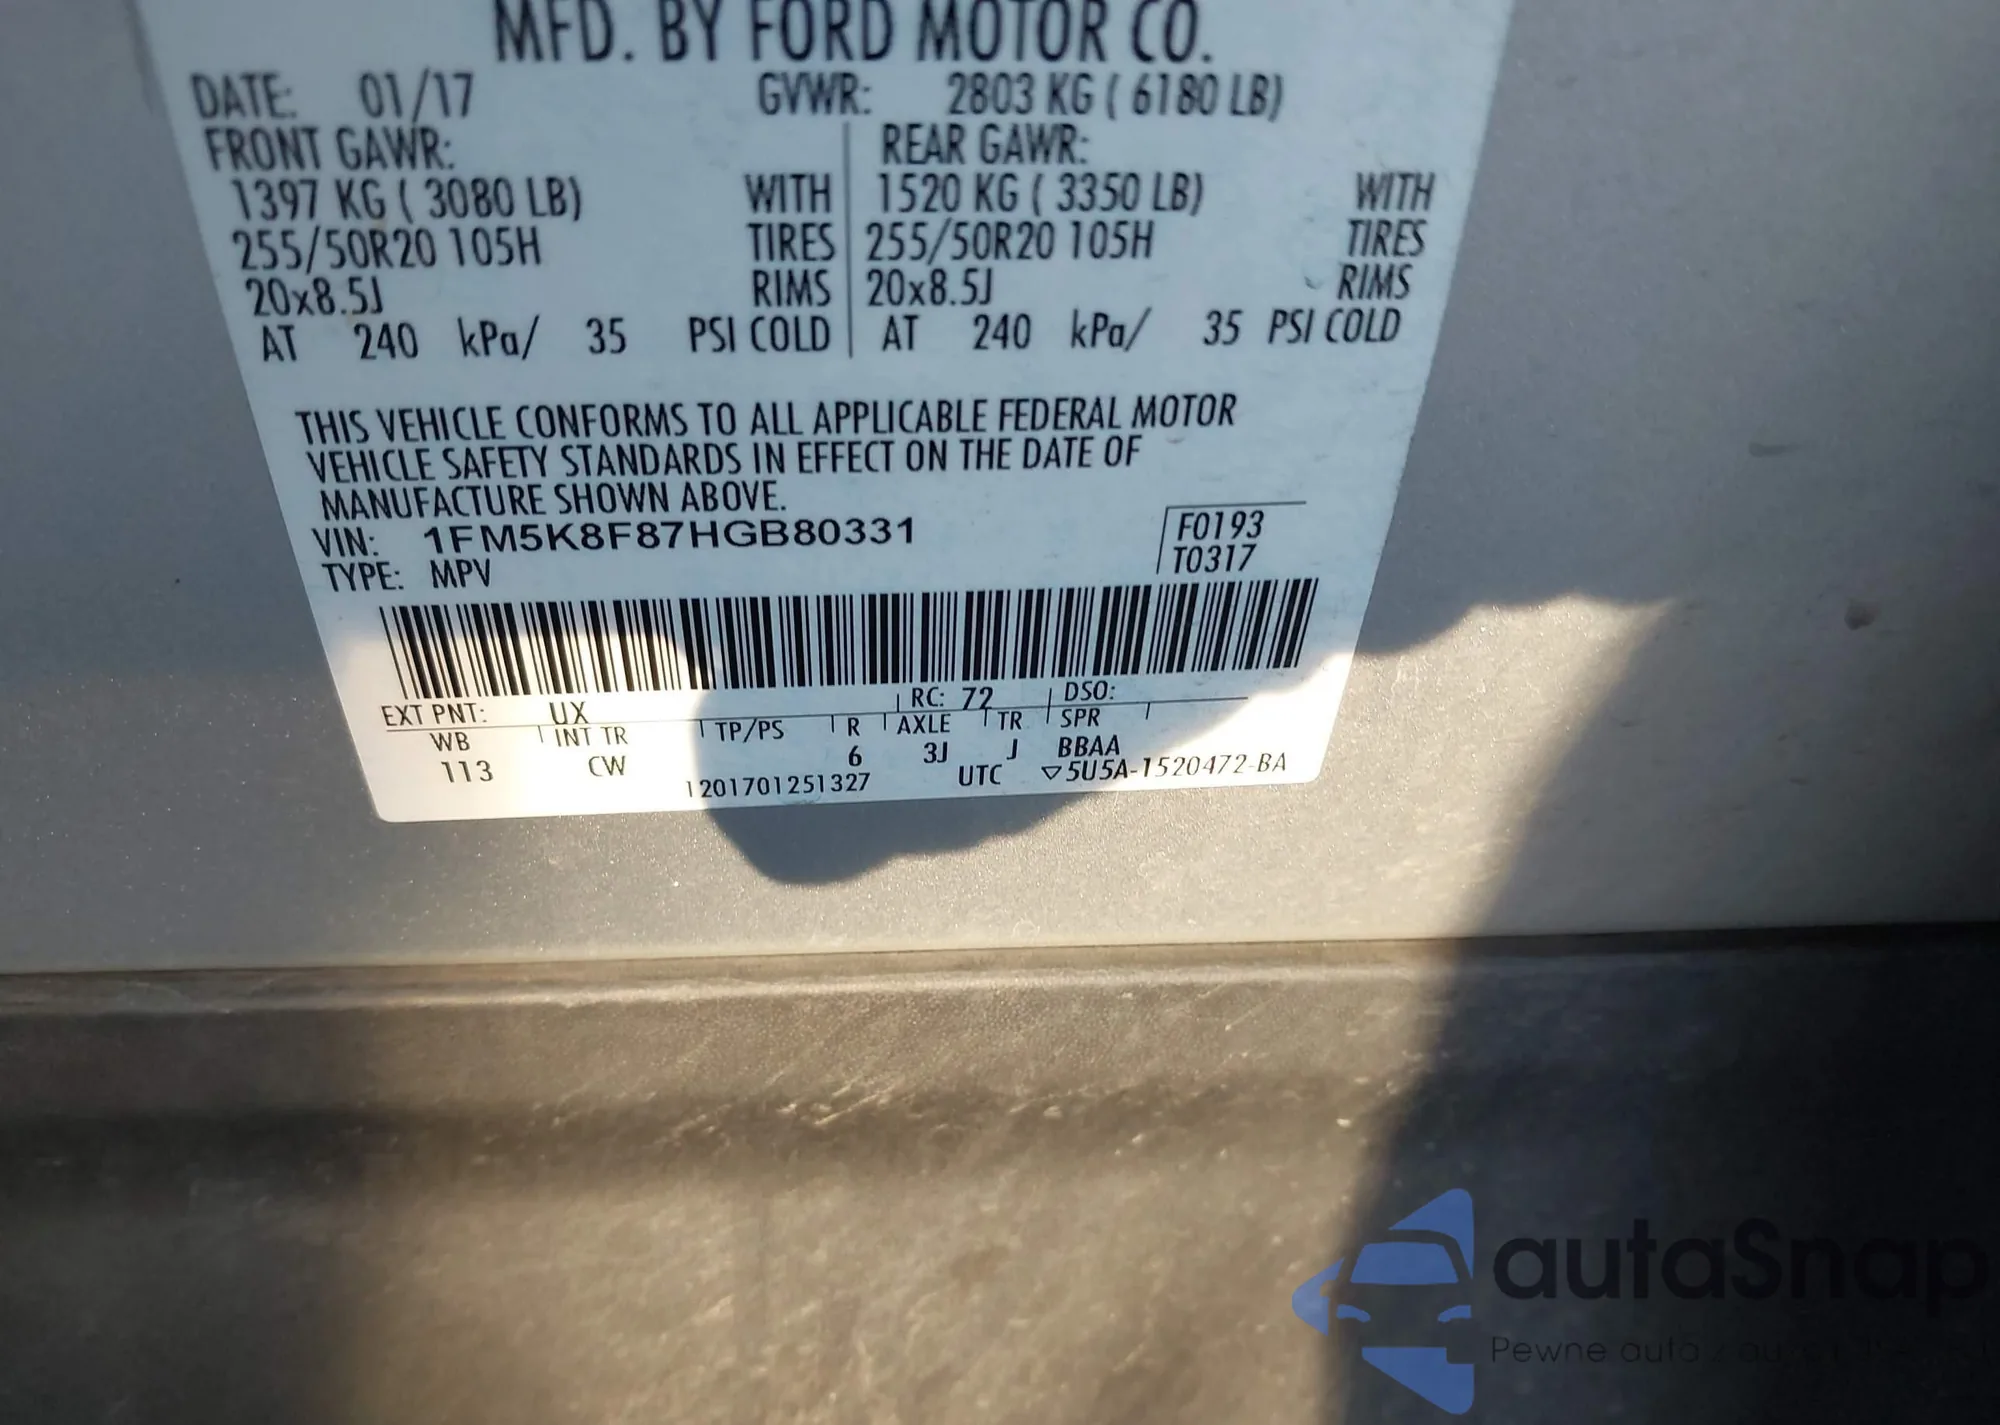 MFD. BY FORD MOTOR CO.
DATE: 01/17 GVWR: 2803 KG ( 6180 LB)
FRONT GAWR: REAR GAWR:
1397 KG ( 3080 LB) WITH 1520 KG ( 3350 LB) WITH
255/50R20 105H TIRES 255/50R20 105H TIRES
20x8.5J RIMS 20x8.5J RIMS
AT 240 kPa/ 35 PSI COLD AT 240 kPa/ 35 PSI COLD
THIS VEHICLE CONFORMS TO ALL APPLICABLE FEDERAL MOTOR
VEHICLE SAFETY STANDARDS IN EFFECT ON THE DATE OF
MANUFACTURE SHOWN ABOVE.
VIN: 1FM5K8F87HGB80331 F0193
TYPE: MPV T0317
EXT PNT: UX RC: 72 DSO:
WB INT TR TP/PS R AXLE TR SPR
113 CW 6 3J J BBAA
1201701251327 UTC ▽5U5A-1520472-BA
autaSnap
Pewne auta z